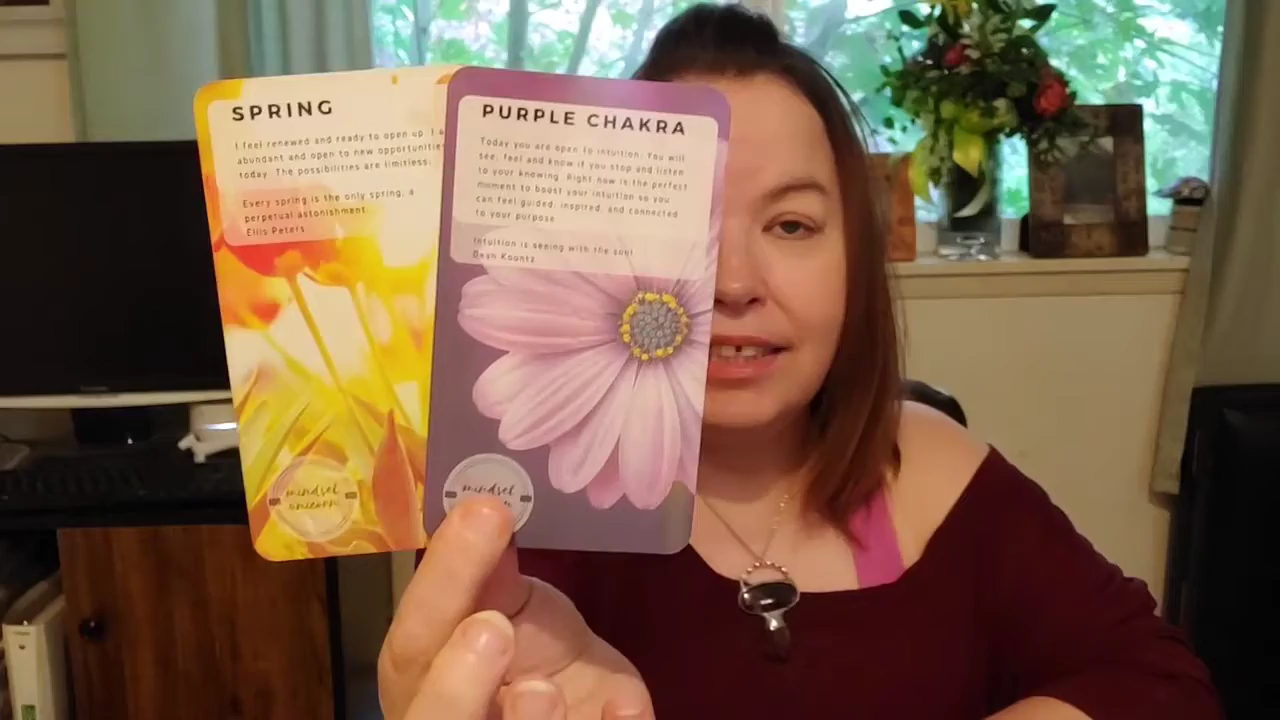 SPRING
I feel renewed and ready to open up. I a
abundant and open to new opportunities
today. The possibilities are limitless.
Every spring is the only spring, a
perpetual astonishment.
Ellis Peters
mindset
unicorn
PURPLE CHAKRA
Today you are open to intuition. You will
see, feel and know if you stop and listen
to your knowing. Right now is the perfect
moment to boost your intuition so you
can feel guided, inspired, and connected
to your purpose
Intuition is seeing with the soul
Dean Koontz
mindset